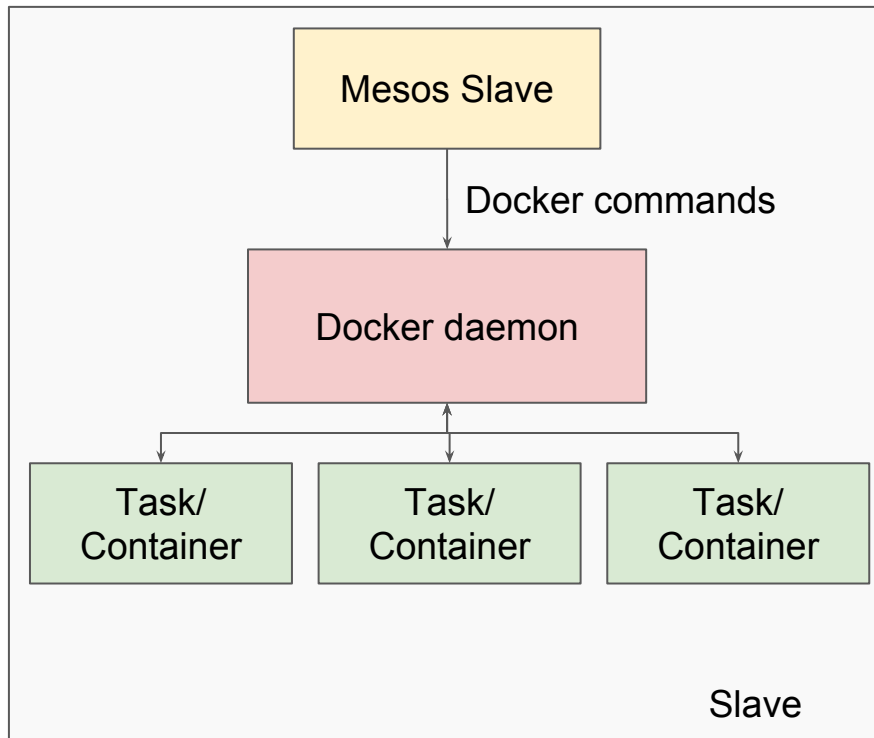 Mesos Slave
Docker commands
Docker daemon
Task/
Container
Task/
Container
Task/
Container
Slave